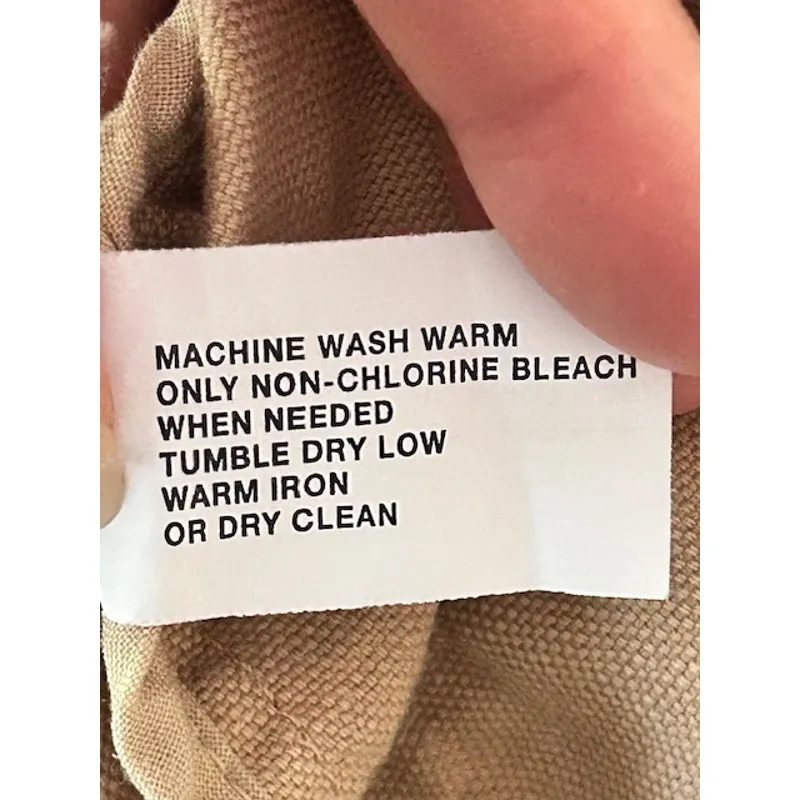 MACHINE WASH WARM
ONLY NON-CHLORINE BLEACH
WHEN NEEDED
TUMBLE DRY LOW
WARM IRON
OR DRY CLEAN